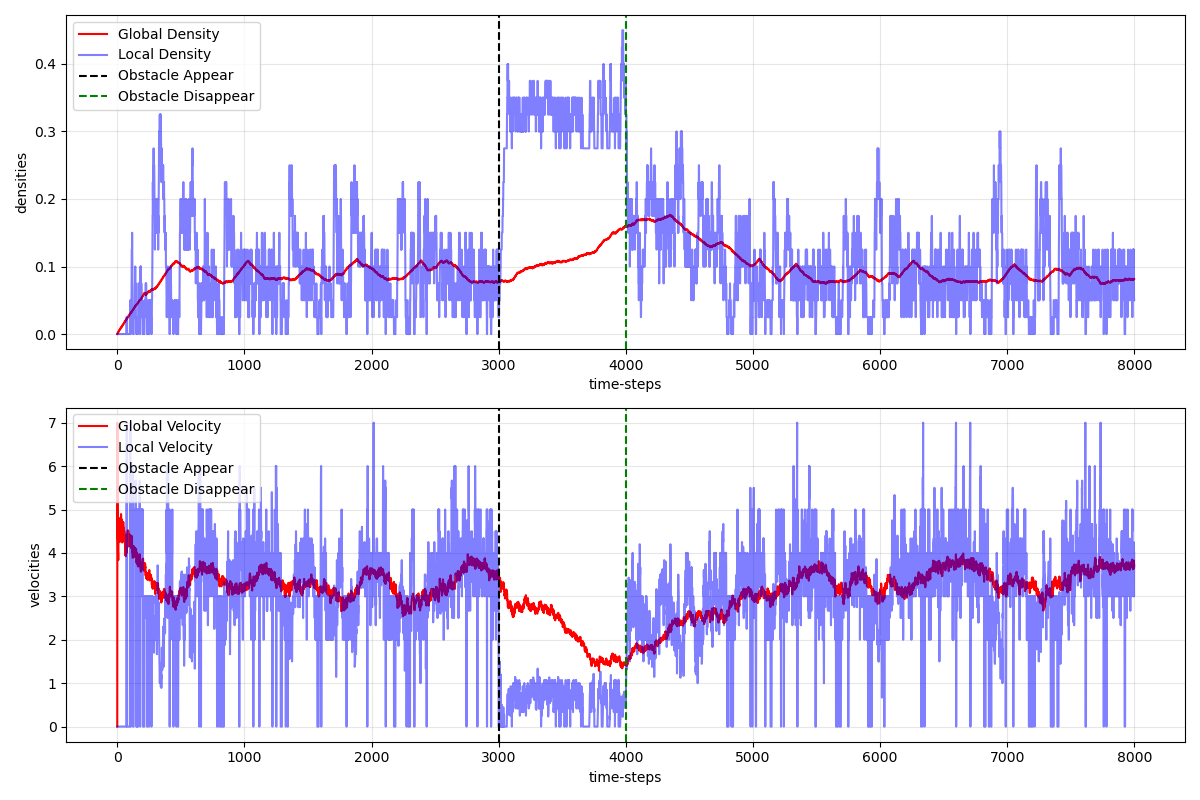 Global Density
Local Density
Obstacle Appear
Obstacle Disappear
densities
0.4
0.3
0.2
0.1
0.0
0 1000 2000 3000 4000 5000 6000 7000 8000
time-steps
Global Velocity
Local Velocity
Obstacle Appear
Obstacle Disappear
velocities
7
6
5
4
3
2
1
0
0 1000 2000 3000 4000 5000 6000 7000 8000
time-steps